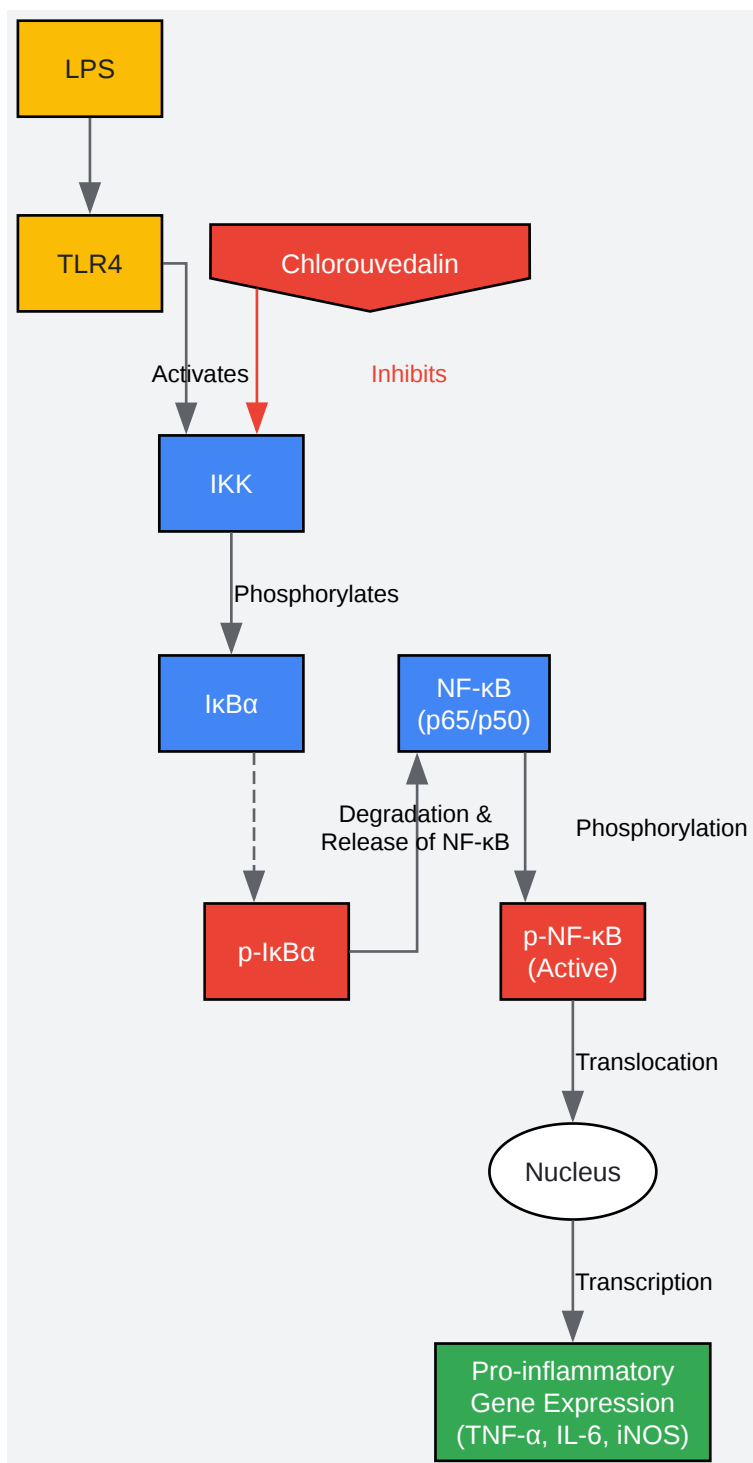 LPS
TLR4
Chlorouvedalin
Activates
Inhibits
IKK
Phosphorylates
IκBα
NF-κB
(p65/p50)
Degradation &
Release of NF-κB
Phosphorylation
p-IκBα
p-NF-κB
(Active)
Translocation
Nucleus
Transcription
Pro-inflammatory
Gene Expression
(TNF-α, IL-6, iNOS)